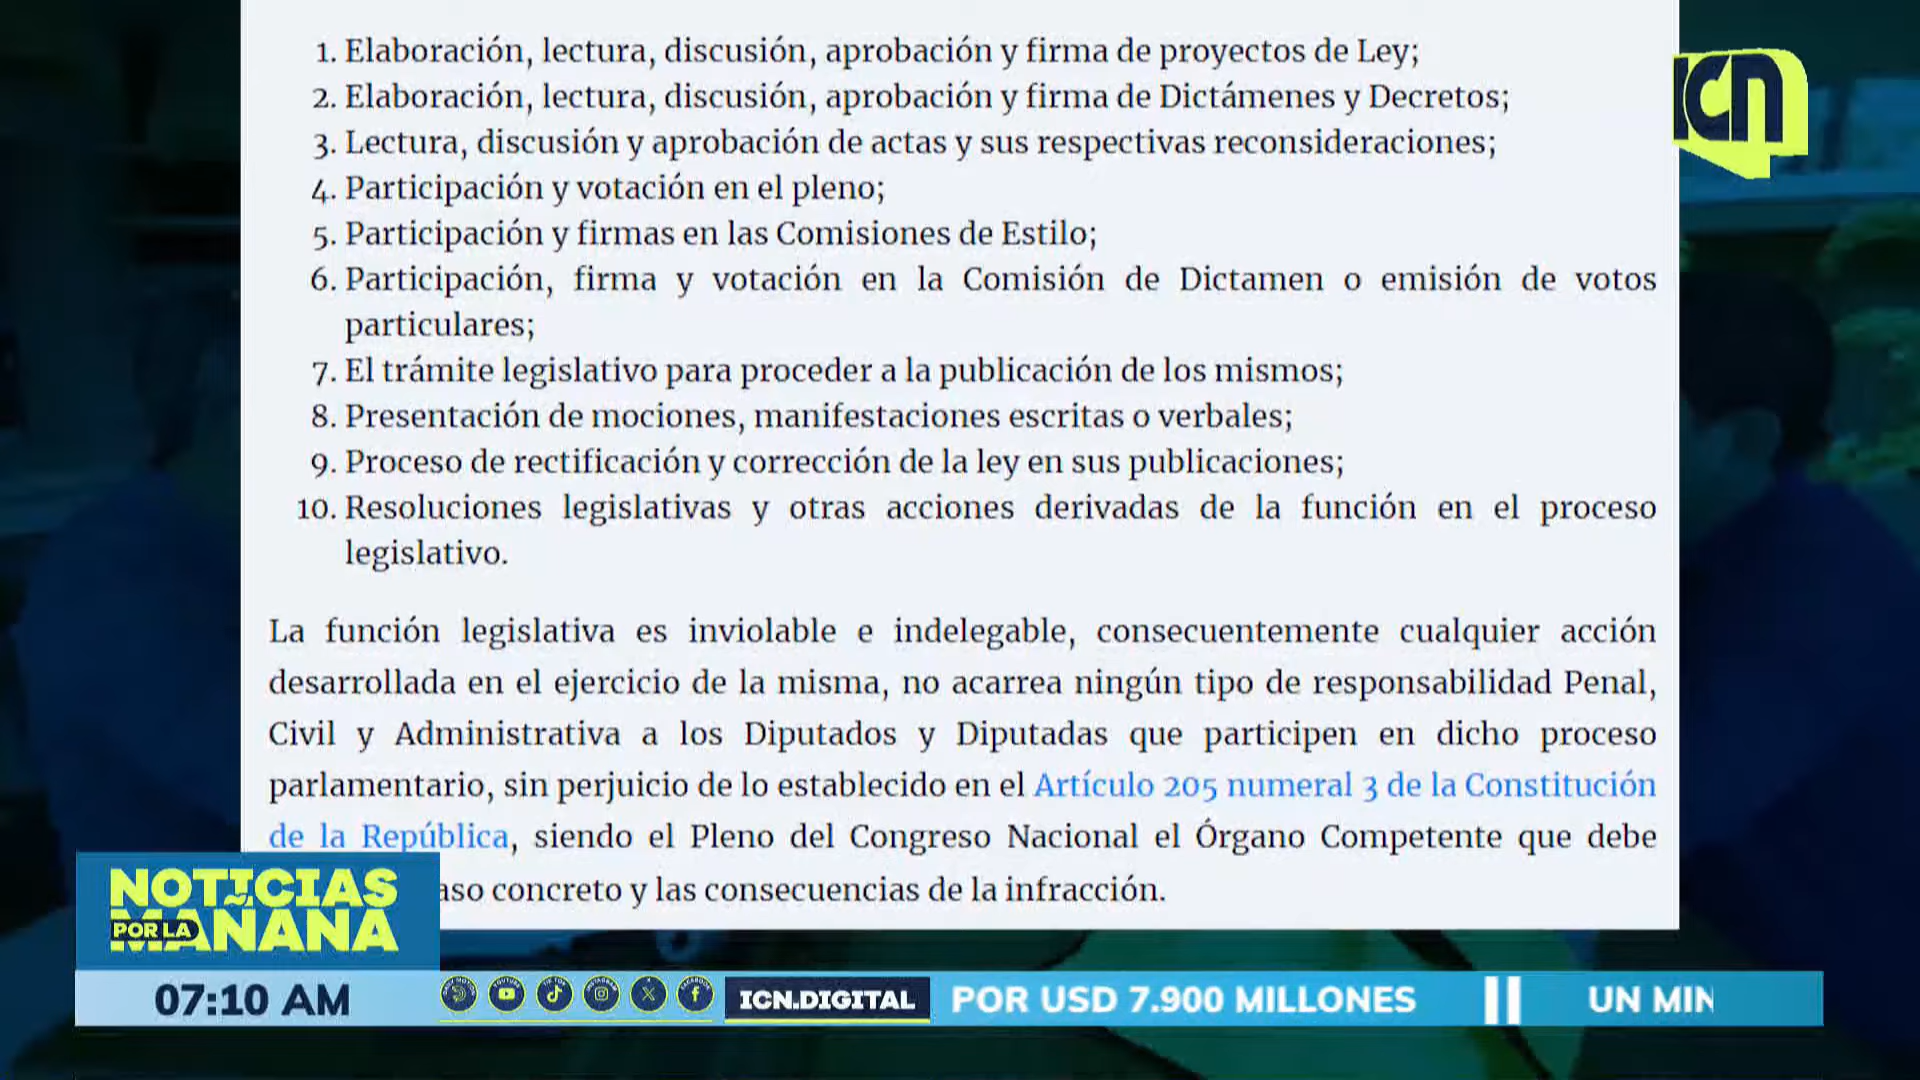 1. Elaboración, lectura, discusión, aprobación y firma de proyectos de Ley;
2. Elaboración, lectura, discusión, aprobación y firma de Dictámenes y Decretos;
3. Lectura, discusión y aprobación de actas y sus respectivas reconsideraciones;
4. Participación y votación en el pleno;
5. Participación y firmas en las Comisiones de Estilo;
6. Participación, firma y votación en la Comisión de Dictamen o emisión de votos
particulares;
7. El trámite legislativo para proceder a la publicación de los mismos;
8. Presentación de mociones, manifestaciones escritas o verbales;
9. Proceso de rectificación y corrección de la ley en sus publicaciones;
10. Resoluciones legislativas y otras acciones derivadas de la función en el proceso
legislativo.
La función legislativa es inviolable e indelegable, consecuentemente cualquier acción
desarrollada en el ejercicio de la misma, no acarrea ningún tipo de responsabilidad Penal,
Civil y Administrativa a los Diputados y Diputadas que participen en dicho proceso
parlamentario, sin perjuicio de lo establecido en el Artículo 205 numeral 3 de la Constitución
de la República, siendo el Pleno del Congreso Nacional el Órgano Competente que debe
aso concreto y las consecuencias de la infracción.
ICN
NOTICIAS
POR LA MAÑANA
07:10 AM
ICN.DIGITAL
POR USD 7.900 MILLONES
UN MIN